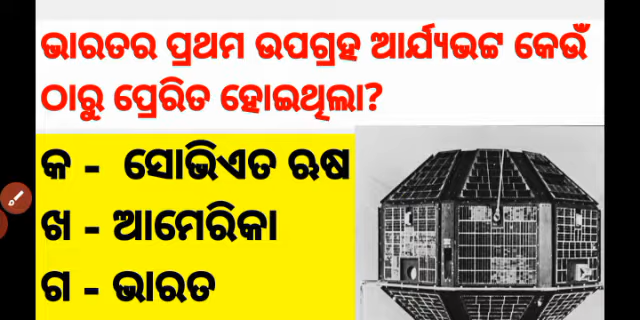 ଭାରତର ପ୍ରଥମ ଉପଗ୍ରହ ଆର୍ଯ୍ୟଭଟ୍ଟ କେଉଁ
ଠାରୁ ପ୍ରେରିତ ହୋଇଥିଲା?
କ - ସୋଭିଏତ ଋଷ
ଖ - ଆମେରିକା
ଗ - ଭାରତ